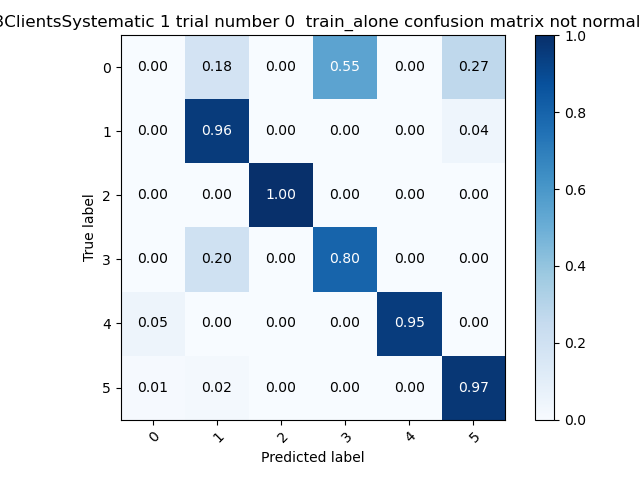 3ClientsSystematic 1 trial number 0  train_alone confusion matrix not normal
0 0.00 0.18 0.00 0.55 0.00 0.27
1 0.00 0.96 0.00 0.00 0.00 0.04
2 0.00 0.00 1.00 0.00 0.00 0.00
3 0.00 0.20 0.00 0.80 0.00 0.00
4 0.05 0.00 0.00 0.00 0.95 0.00
5 0.01 0.02 0.00 0.00 0.00 0.97
0 1 2 3 4 5
True label
Predicted label
1.0
0.8
0.6
0.4
0.2
0.0